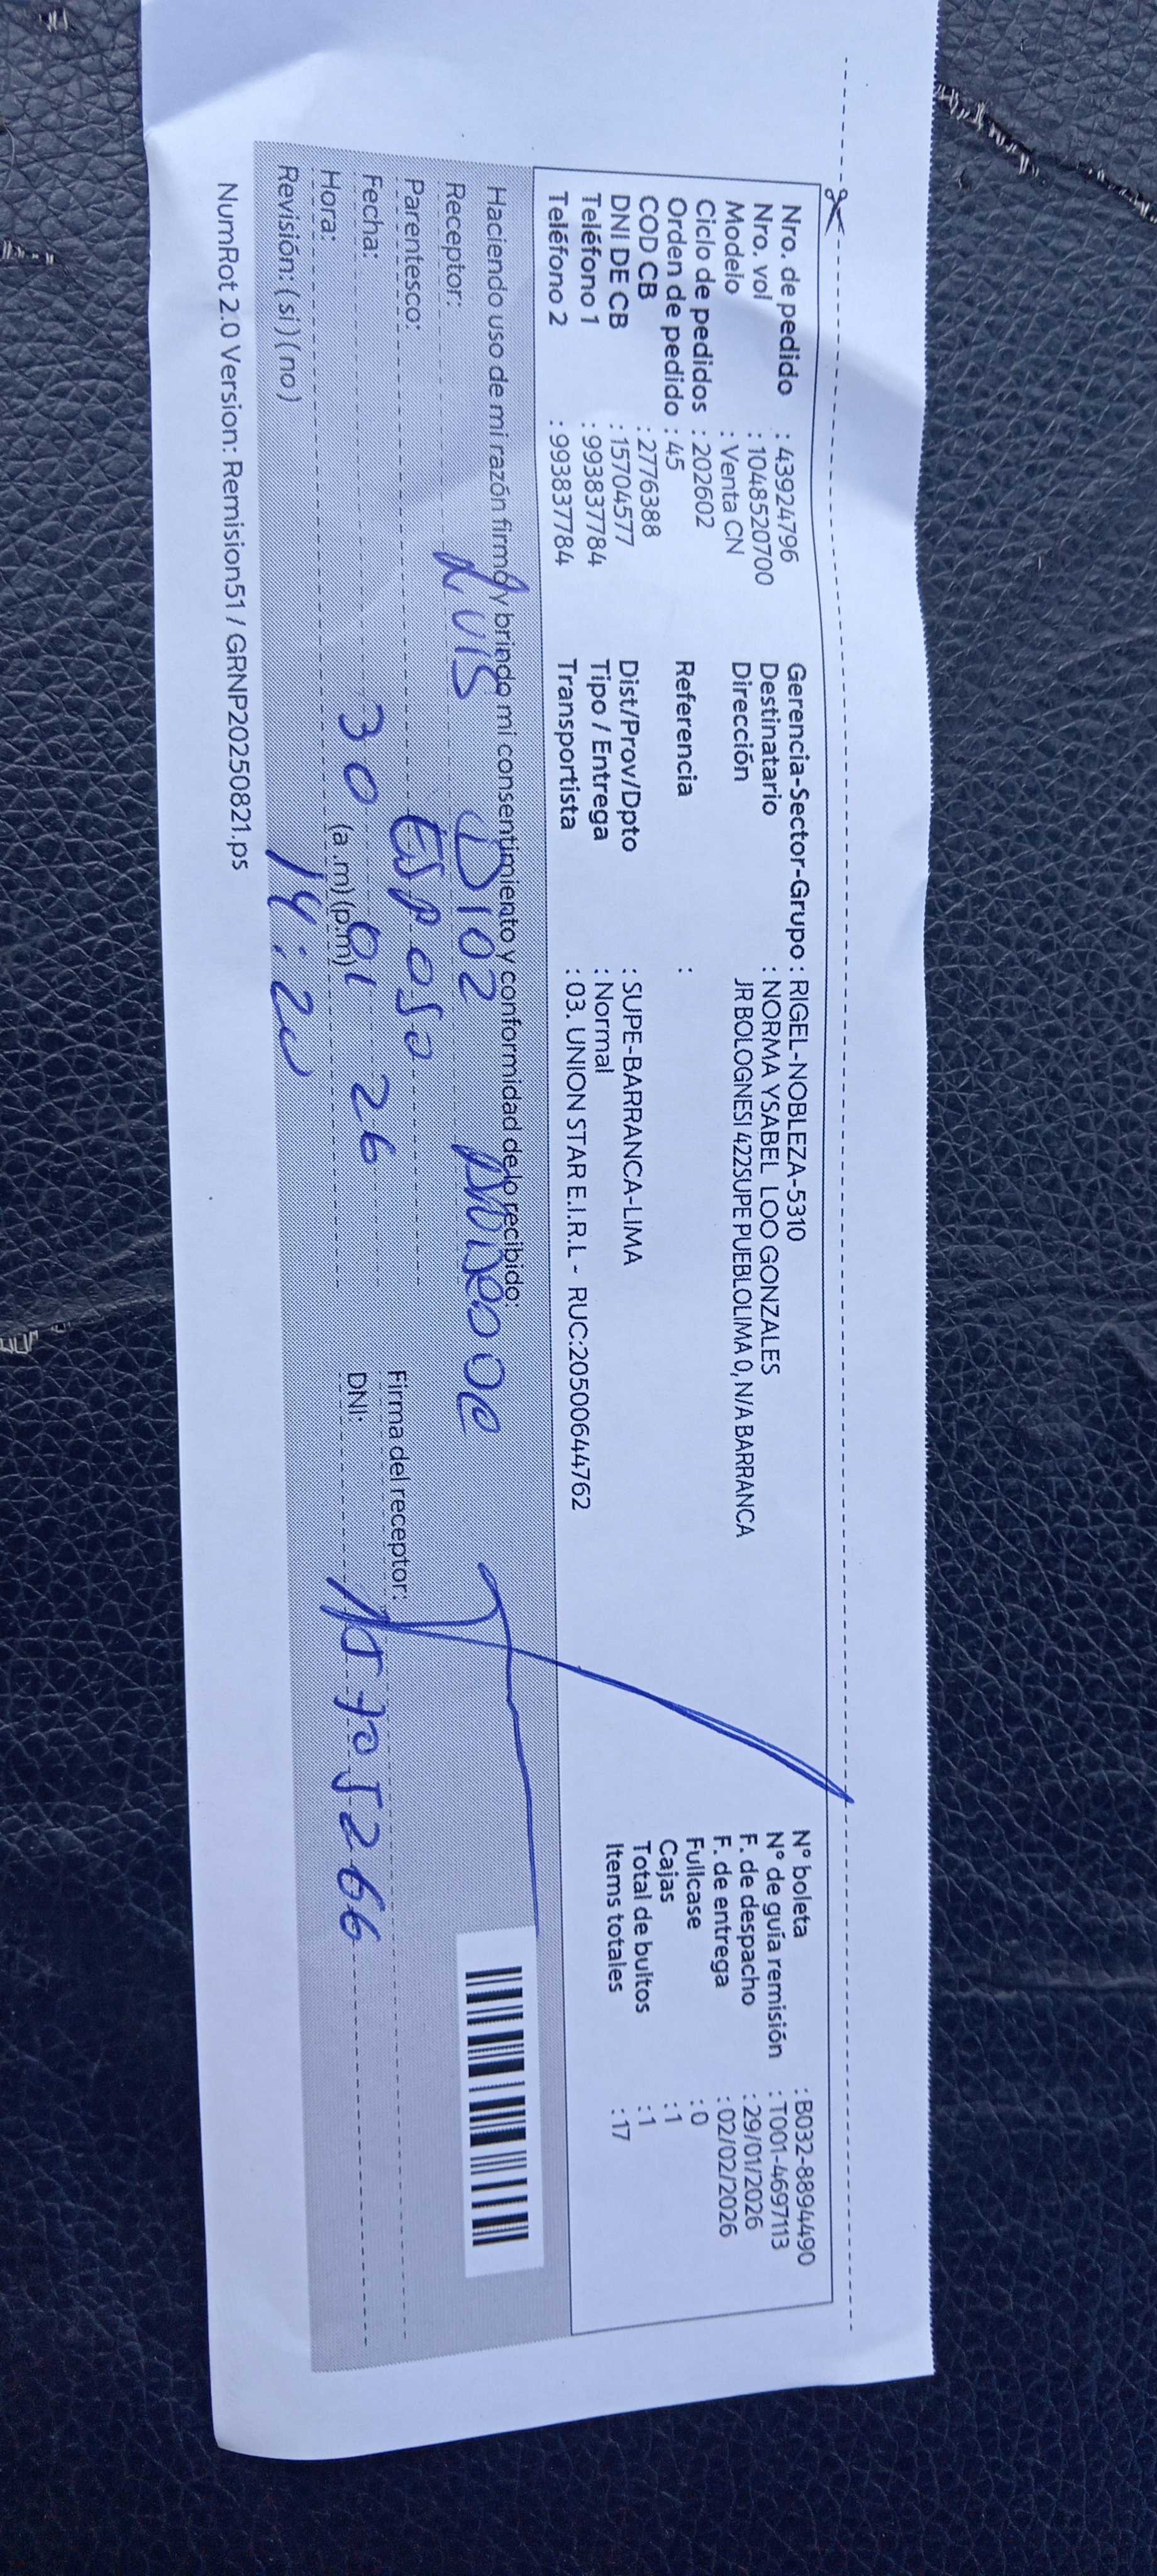 Nro. de pedido : 43924796
Nro. vol : 1048520700
Modelo : Venta CN
Ciclo de pedidos : 202602
Orden de pedido : 45
COD CB : 2776388
DNI DE CB : 15704577
Teléfono 1 : 993837784
Teléfono 2 : 993837784
Gerencia-Sector-Grupo : RIGEL-NOBLEZA-5310
Destinatario : NORMA YSABEL LOO GONZALES
Dirección JR BOLOGNESI 422SUPE PUEBLOLIMA 0, N/A BARRANCA
Referencia :
Dist/Prov/Dpto : SUPE-BARRANCA-LIMA
Tipo / Entrega : Normal
Transportista : 03. UNION STAR E.I.R.L - RUC:20500644762
N° boleta : B032-8894490
N° de guía remisión : T001-4697113
F. de despacho : 29/01/2026
F. de entrega : 02/02/2026
Fullcase : 0
Cajas : 1
Total de bultos : 1
Items totales : 17
Haciendo uso de mi razón firmo y brindo mi consentimiento y conformidad de lo recibido:
Receptor: Luis
Parentesco: Esposo
Fecha: 30 01 26
Hora: (a.m) (p.m)
Revisión: (si) (no)
Firma del receptor:
DNI:
NumRot 2.0 Version: Remision51 / GRNP20250821.ps